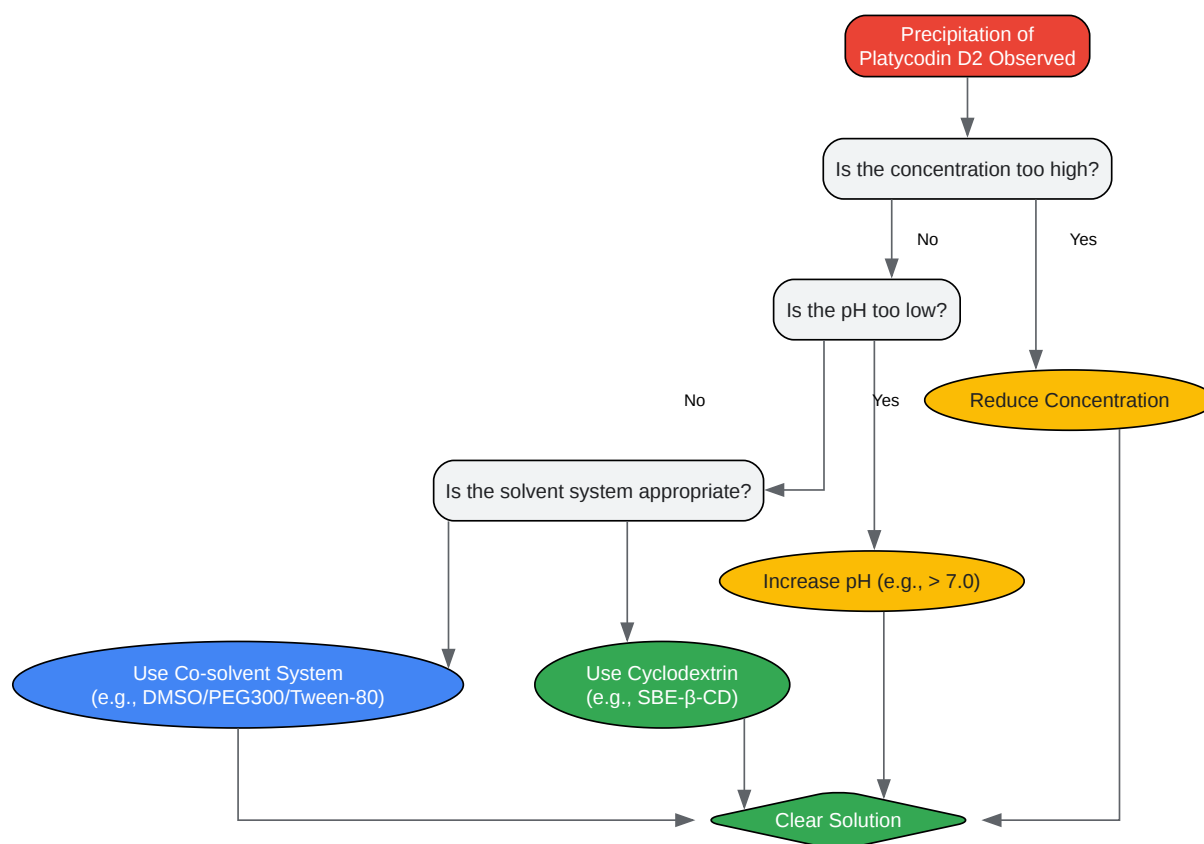 Precipitation of
Platycodin D2 Observed
Is the concentration too high?
No
Yes
Is the pH too low?
No
Yes
Reduce Concentration
Is the solvent system appropriate?
Increase pH (e.g., > 7.0)
Use Co-solvent System
(e.g., DMSO/PEG300/Tween-80)
Use Cyclodextrin
(e.g., SBE-β-CD)
Clear Solution